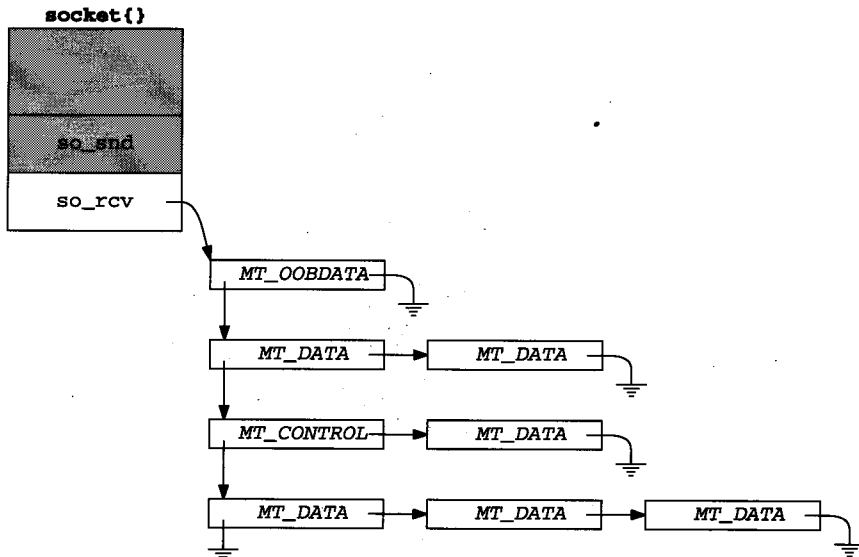 socket{}
so_snd
so_rcv
MT_OOBDATA
MT_DATA MT_DATA
MT_CONTROL MT_DATA
MT_DATA MT_DATA MT_DATA